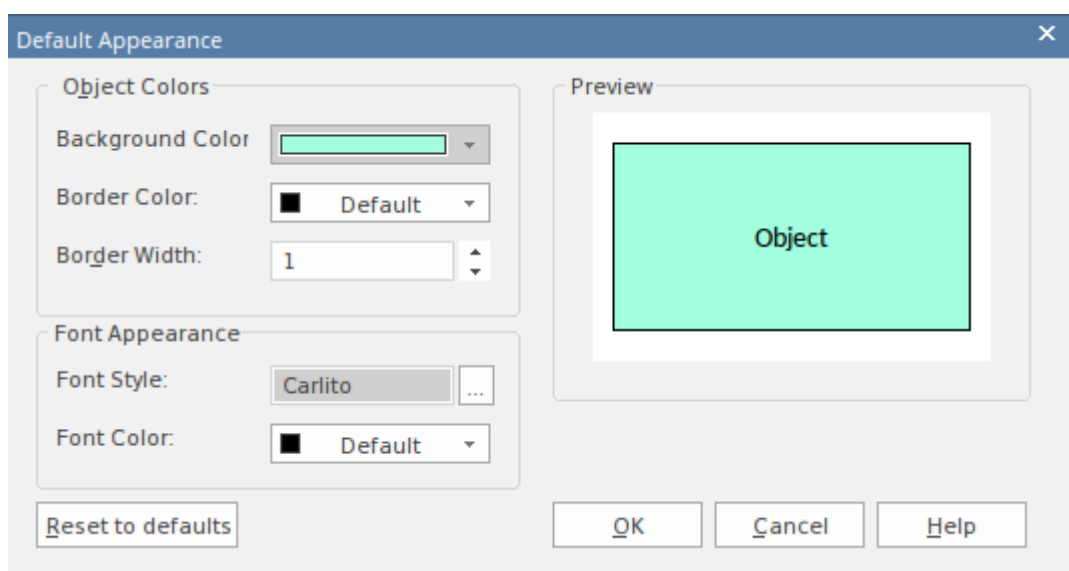 Default Appearance
Object Colors
Background Color
Border Color:
Default
Border Width:
1
Font Appearance
Font Style:
Carlito
...
Font Color:
Default
Preview
Object
Reset to defaults
OK
Cancel
Help